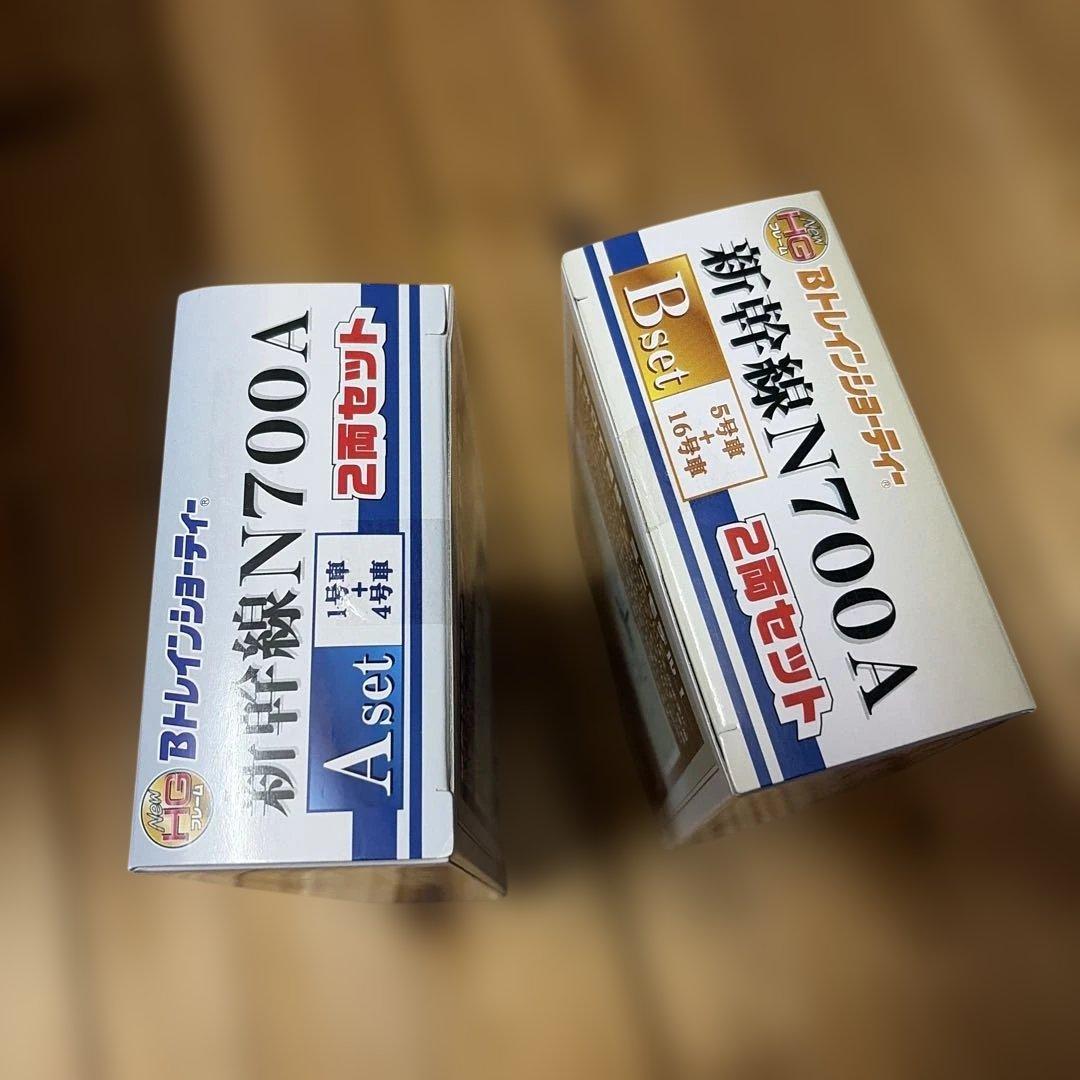 New
HG
フレーム
Bトレインショーティー®
新幹線N700A
2両セット
Aset
1号車
+
4号車
New
HG
フレーム
Bトレインショーティー®
新幹線N700A
Bset
5号車
+
16号車
2両セット